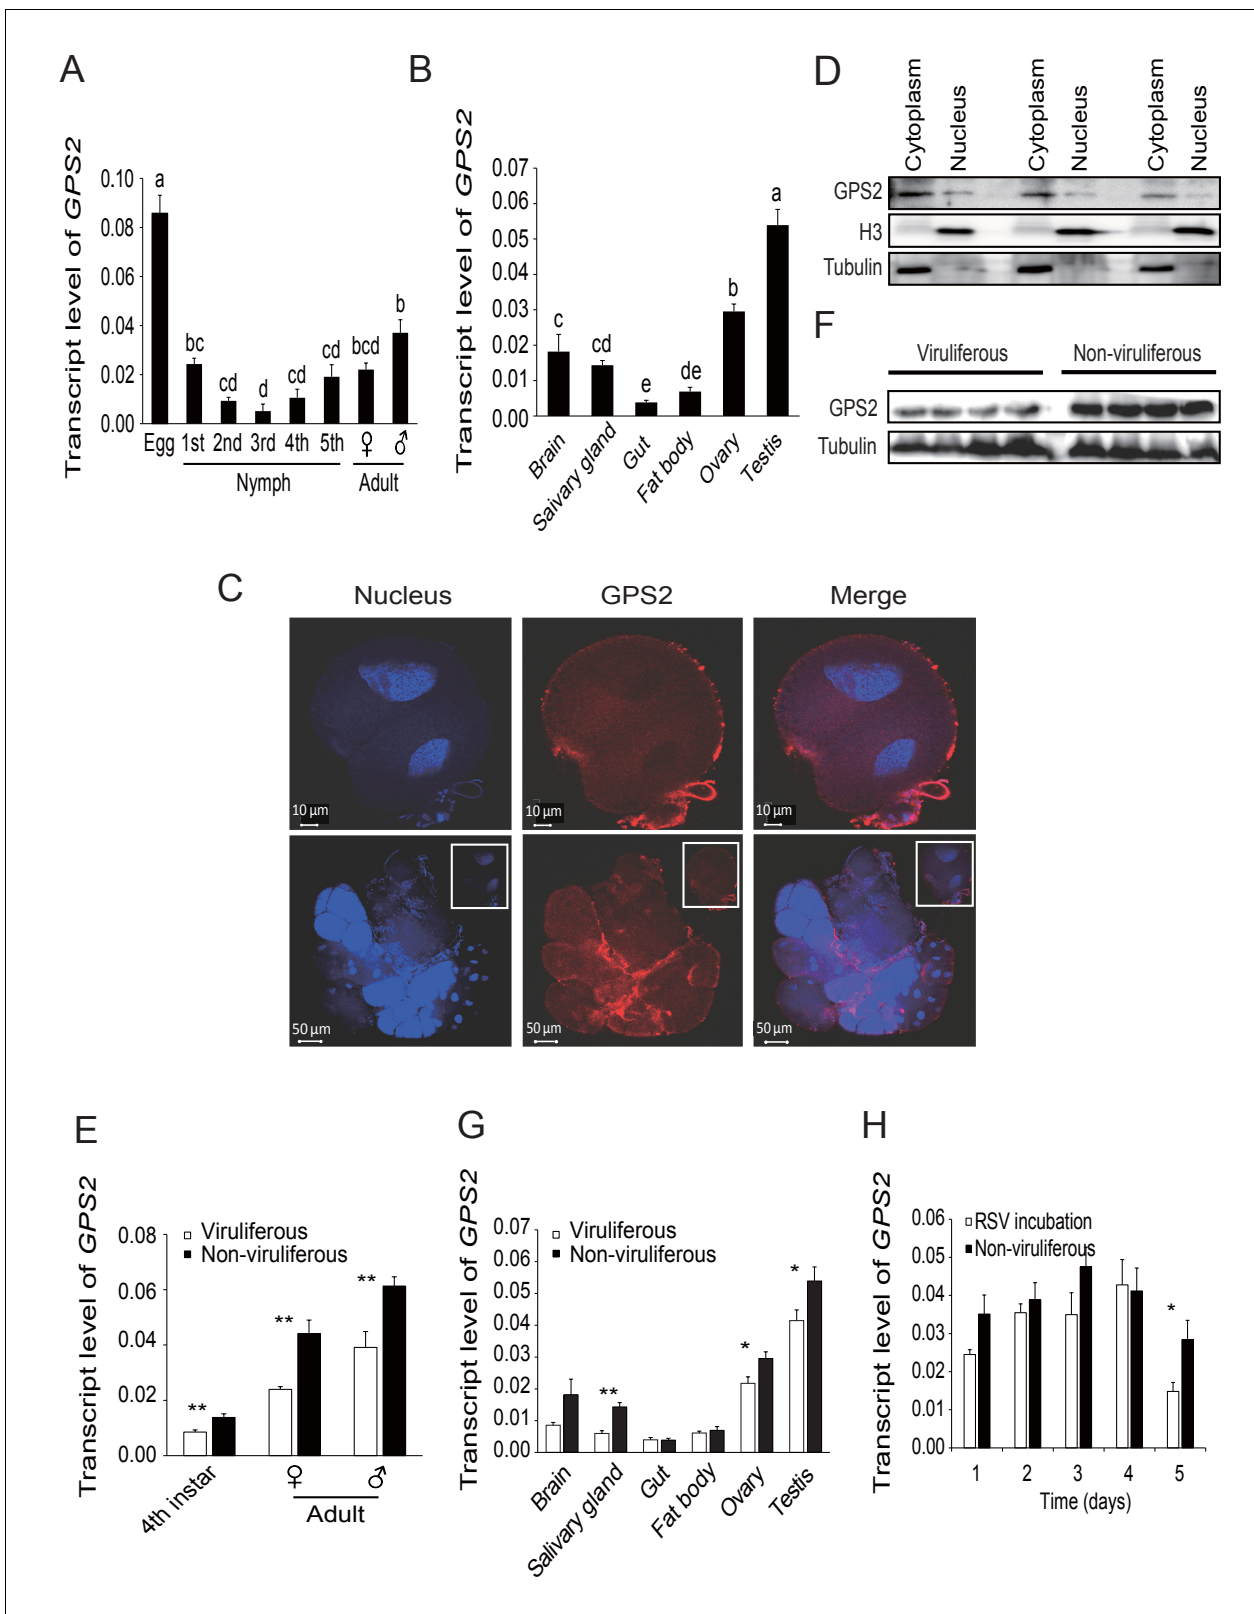 A
Transcript level of GPS2
0.10
0.08
0.06
0.04
0.02
0.00
a
bc
cd
d
cd
cd
bcd
b
Egg 1st 2nd 3rd 4th 5th ♀ ♂
Nymph Adult
B
Transcript level of GPS2
0.07
0.06
0.05
0.04
0.03
0.02
0.01
0.00
c
cd
e
de
b
a
Brain
Saivary gland
Gut
Fat body
Ovary
Testis
D
Cytoplasm
Nucleus
Cytoplasm
Nucleus
Cytoplasm
Nucleus
GPS2
H3
Tubulin
F
Viruliferous Non-viruliferous
GPS2
Tubulin
C
Nucleus GPS2 Merge
10 µm 10 µm 10 µm
50 µm 50 µm 50 µm
E
Transcript level of GPS2
Viruliferous
Non-viruliferous
0.08
0.06
0.04
0.02
0.00
**
**
**
4th instar
♀ ♂
Adult
G
Transcript level of GPS2
Viruliferous
Non-viruliferous
0.07
0.06
0.05
0.04
0.03
0.02
0.01
0.00
**
*
*
Brain
Salivary gland
Gut
Fat body
Ovary
Testis
H
Transcript level of GPS2
RSV incubation
Non-viruliferous
0.06
0.05
0.04
0.03
0.02
0.01
0.00
*
1 2 3 4 5
Time (days)